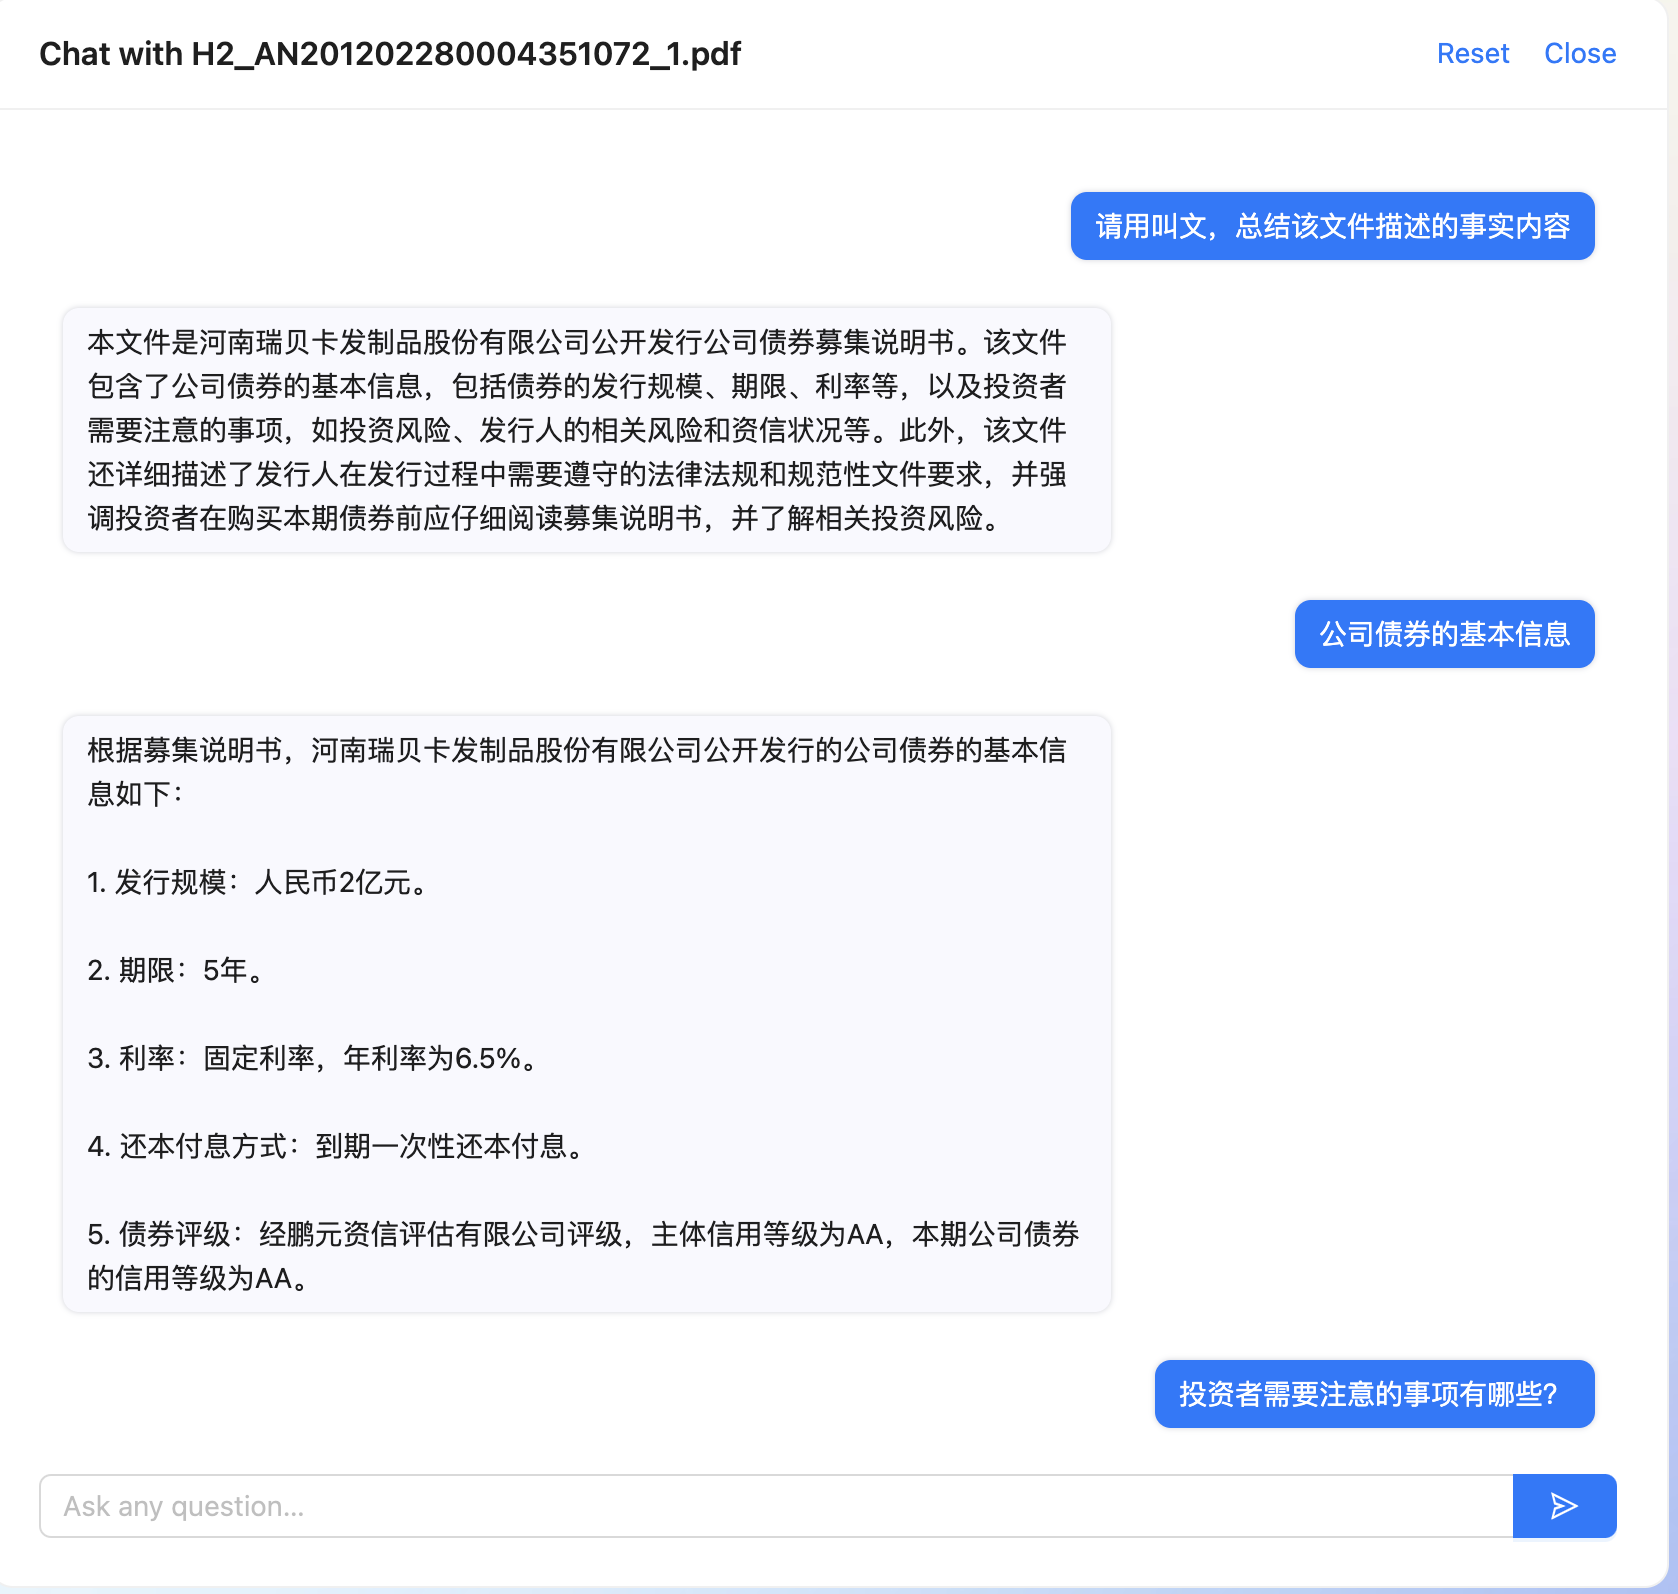 Chat with H2_AN201202280004351072_1.pdf
Reset Close
请用叫文，总结该文件描述的事实内容
本文件是河南瑞贝卡发制品股份有限公司公开发行公司债券募集说明书。该文件
包含了公司债券的基本信息，包括债券的发行规模、期限、利率等，以及投资者
需要注意的事项，如投资风险、发行人的相关风险和资信状况等。此外，该文件
还详细描述了发行人在发行过程中需要遵守的法律法规和规范性文件要求，并强
调投资者在购买本期债券前应仔细阅读募集说明书，并了解相关投资风险。
公司债券的基本信息
根据募集说明书，河南瑞贝卡发制品股份有限公司公开发行的公司债券的基本信
息如下：
1. 发行规模：人民币2亿元。
2. 期限：5年。
3. 利率：固定利率，年利率为6.5%。
4. 还本付息方式：到期一次性还本付息。
5. 债券评级：经鹏元资信评估有限公司评级，主体信用等级为AA，本期公司债券
的信用等级为AA。
投资者需要注意的事项有哪些？
Ask any question...